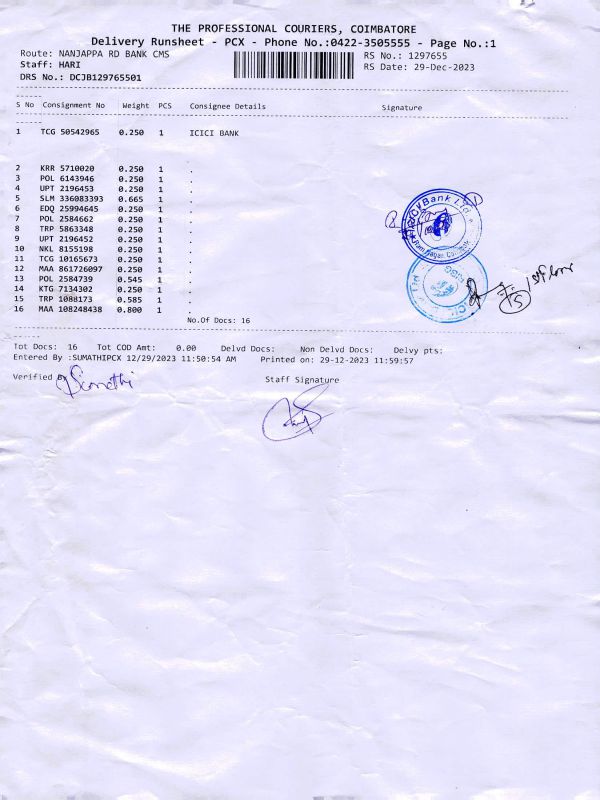 THE PROFESSIONAL COURIERS, COIMBATORE
Delivery Runsheet - PCX - Phone No.:0422-3505555 - Page No.:1
Route: NANJAPPA RD BANK CMS RS No.: 1297655
Staff: HARI RS Date: 29-Dec-2023
DRS No.: DCJB129765501
S No Consignment No Weight PCS Consignee Details Signature
1 TCG 50542965 0.250 1 ICICI BANK
2 KRR 5710020 0.250 1 .
3 POL 6143946 0.250 1 .
4 UPT 2196453 0.250 1 .
5 SLM 336083393 0.665 1 .
6 EDQ 25994645 0.250 1 .
7 POL 2584662 0.250 1 .
8 TRP 5863348 0.250 1 .
9 UPT 2196452 0.250 1 .
10 NKL 8155198 0.250 1 .
11 TCG 10165673 0.250 1 .
12 MAA 861726097 0.250 1 .
13 POL 2584739 0.545 1 .
14 KTG 7134302 0.250 1 .
15 TRP 1088173 0.585 1 .
16 MAA 108248438 0.800 1 .
Bank Ltd.
1st floor
No.Of Docs: 16
Tot Docs: 16 Tot COD Amt: 0.00 Delvd Docs: Non Delvd Docs: Delvy pts:
Entered By :SUMATHIPCX 12/29/2023 11:50:54 AM Printed on: 29-12-2023 11:59:57
Verified By Sumathi
Staff Signature